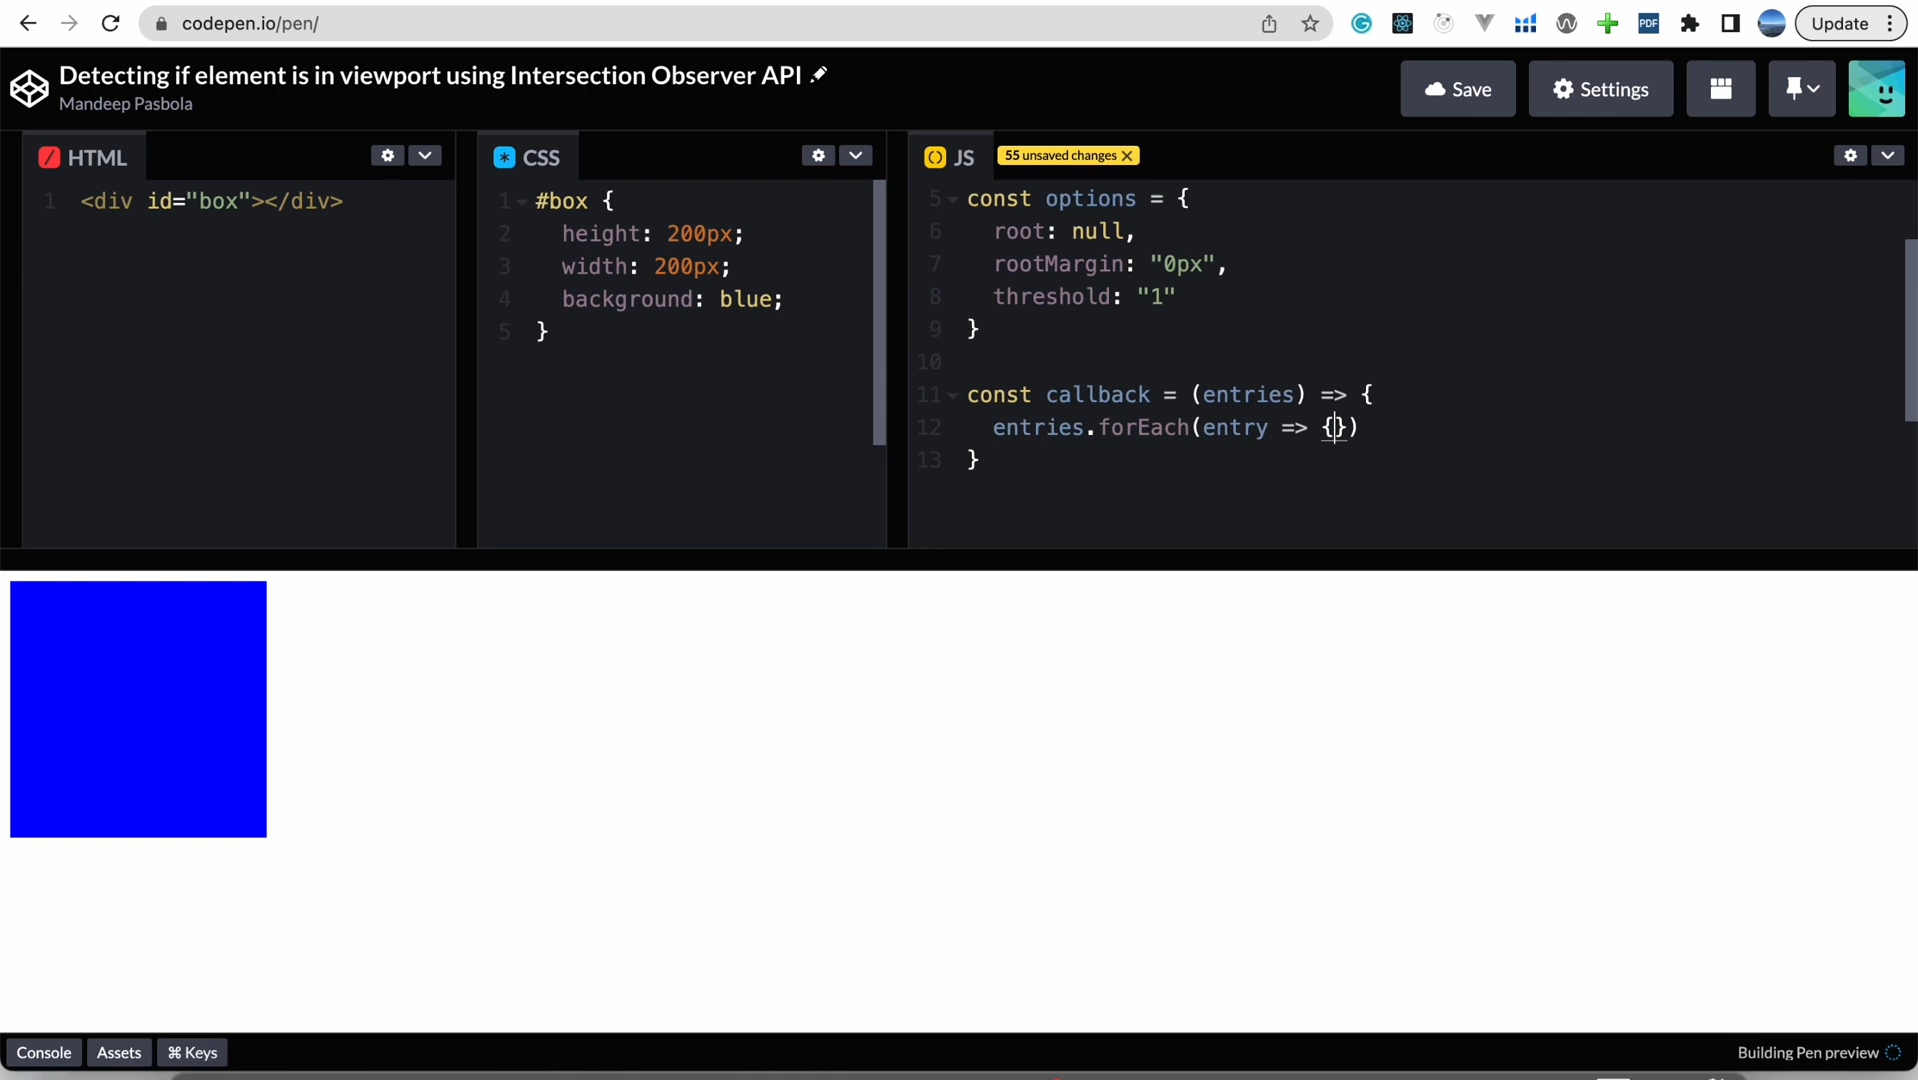 codepen.io/pen/
Update
Detecting if element is in viewport using Intersection Observer API
Mandeep Pasbola
Save
Settings
HTML
1 <div id="box"></div>
CSS
1 #box {
2 height: 200px;
3 width: 200px;
4 background: blue;
5 }
JS
55 unsaved changes
5 const options = {
6 root: null,
7 rootMargin: "0px",
8 threshold: "1"
9 }
10
11 const callback = (entries) => {
12 entries.forEach(entry => {})
13 }
PDF
Console
Assets
⌘ Keys
Building Pen preview